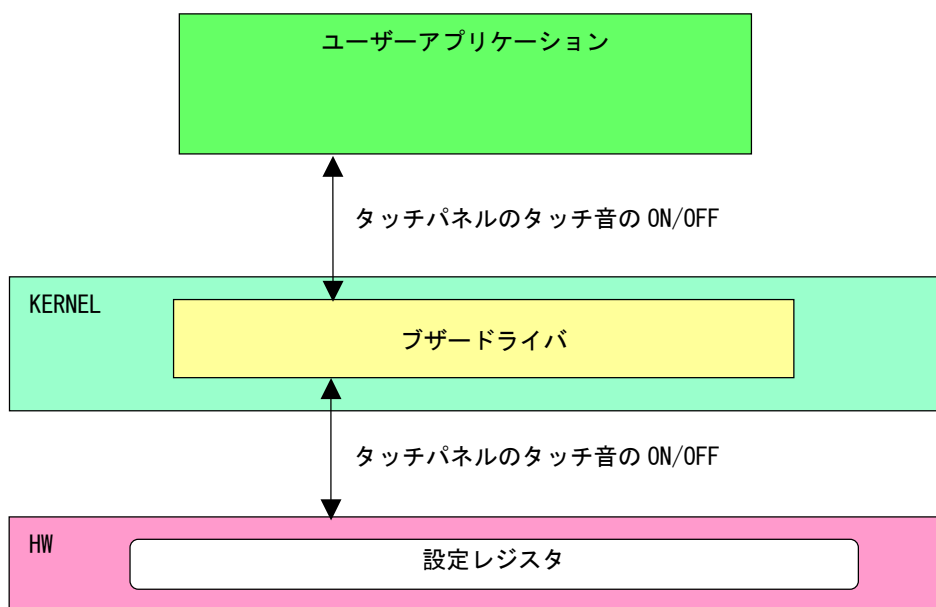 ユーザーアプリケーション
タッチパネルのタッチ音の ON/OFF
KERNEL
ブザードライバ
タッチパネルのタッチ音の ON/OFF
HW
設定レジスタ